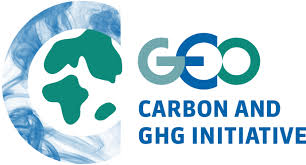 GEO
CARBON AND
GHG INITIATIVE